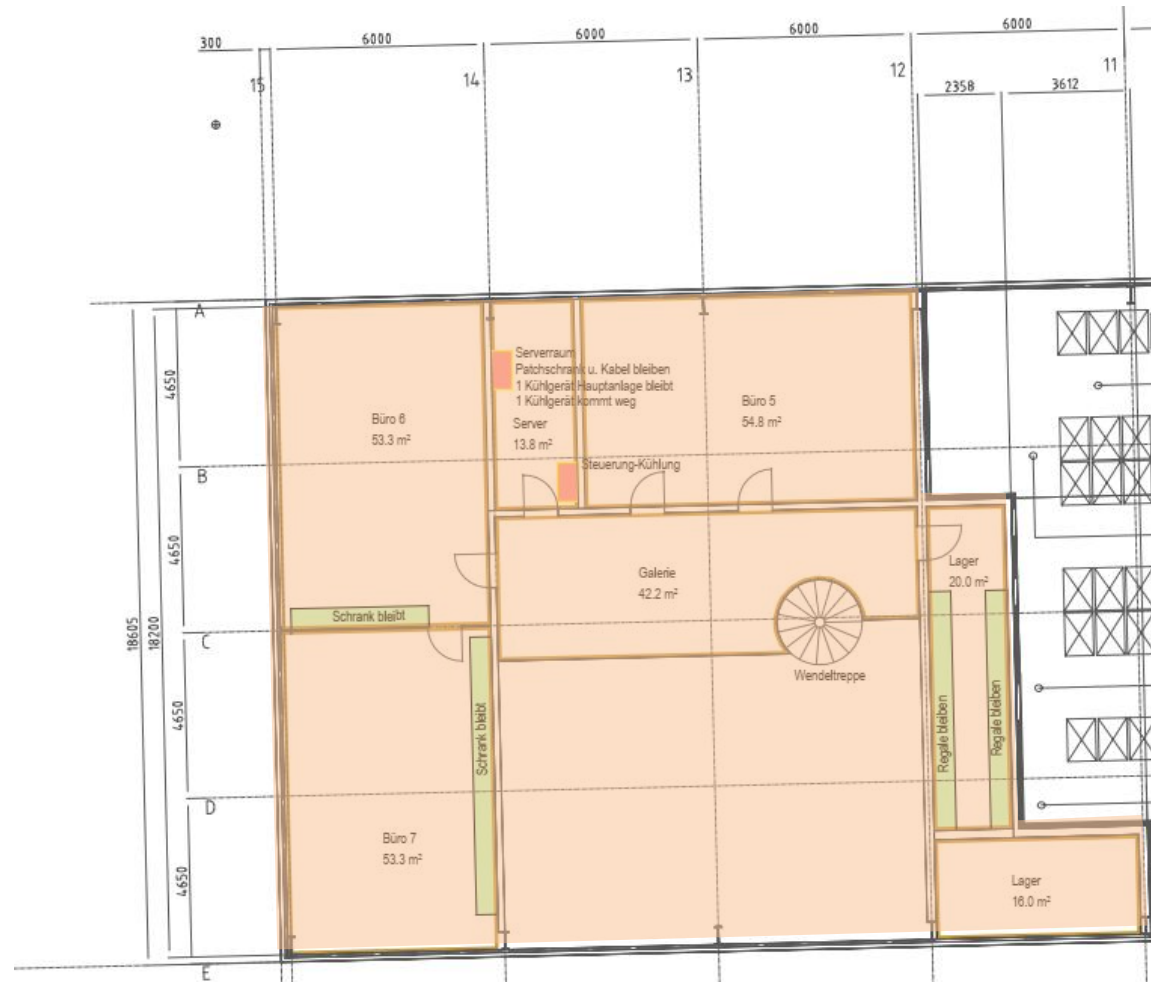 300
6000
6000
6000
6000
15
14
13
12
11
2358
3612
A
B
C
D
E
4650
4650
4650
4650
18605
18200
Serverraum
Patchschrank u. Kabel bleiben
1 Kühlgerät Hauptanlage bleibt
1 Kühlgerät kommt weg
Server
13.8 m²
Büro 6
53.3 m²
Büro 5
54.8 m²
Steuerung-Kühlung
Galerie
42.2 m²
Lager
20.0 m²
Schrank bleibt
Schrank bleibt
Wendeltreppe
Regale bleiben
Regale bleiben
Büro 7
53.3 m²
Lager
16.0 m²